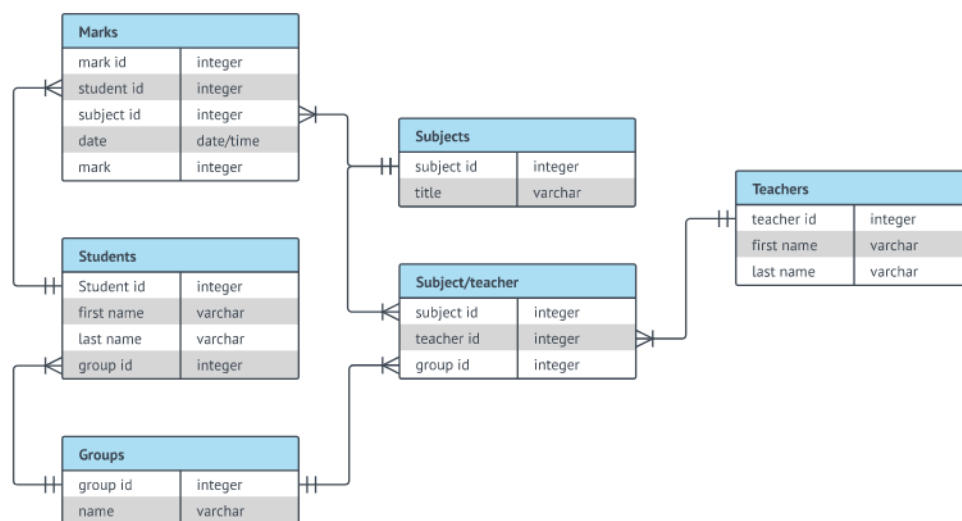 Marks
mark id integer
student id integer
subject id integer
date date/time
mark integer
Subjects
subject id integer
title varchar
Teachers
teacher id integer
first name varchar
last name varchar
Students
Student id integer
first name varchar
last name varchar
group id integer
Subject/teacher
subject id integer
teacher id integer
group id integer
Groups
group id integer
name varchar